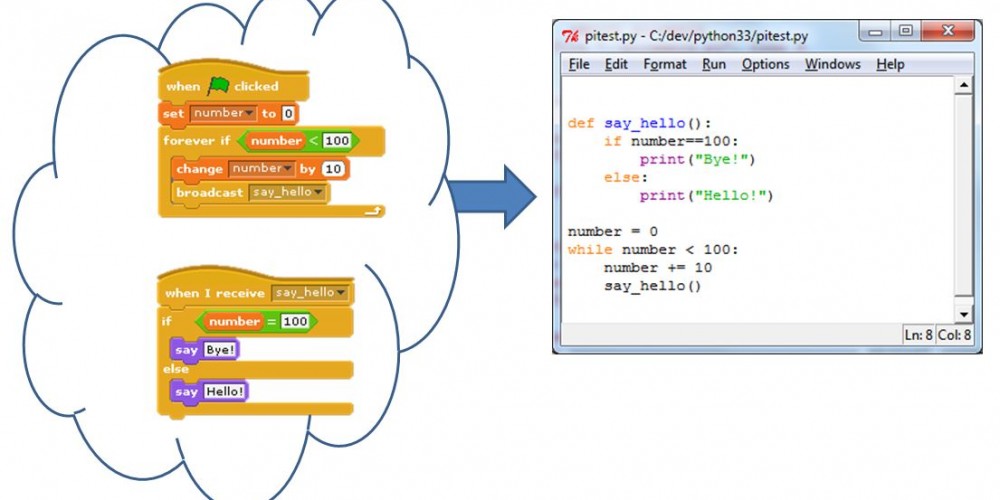 when clicked
set number to 0
forever if number < 100
change number by 10
broadcast say_hello
when I receive say_hello
if number = 100
say Bye!
else
say Hello!
pitest.py - C:/dev/python33/pitest.py
File Edit Format Run Options Windows Help
def say_hello():
    if number==100:
        print("Bye!")
    else:
        print("Hello!")
number = 0
while number < 100:
    number += 10
    say_hello()
Ln: 8 Col: 8